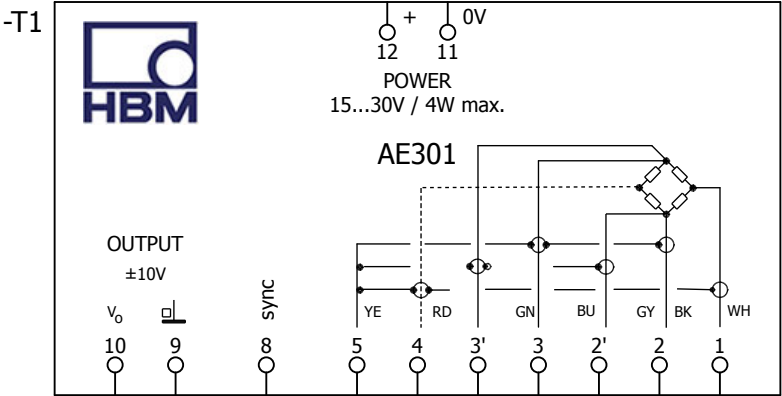 -T1
+ 0V
12 11
HBM
POWER
15...30V / 4W max.
AE301
OUTPUT
±10V
Vo
sync
YE RD GN BU GY BK WH
10 9 8 5 4 3' 3 2' 2 1